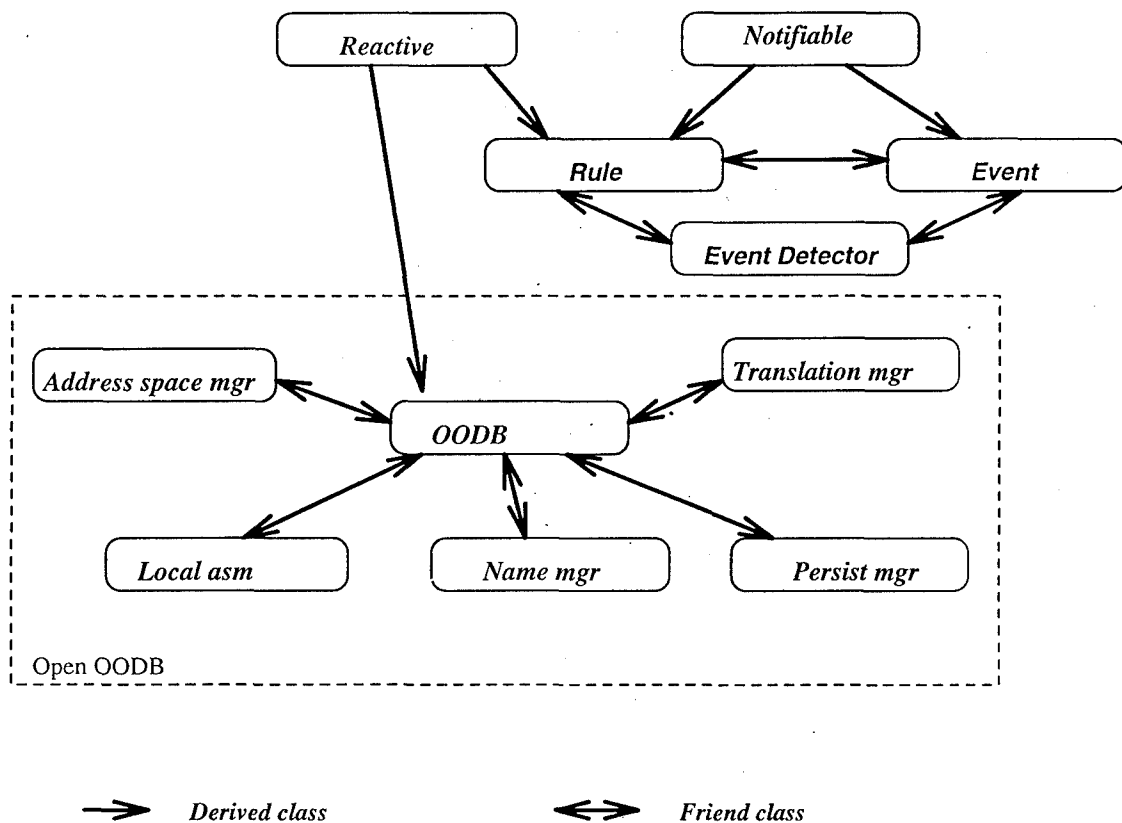 Reactive
Notifiable
Rule
Event
Event Detector
Address space mgr
Translation mgr
OODB
Local asm
Name mgr
Persist mgr
Open OODB
Derived class
Friend class